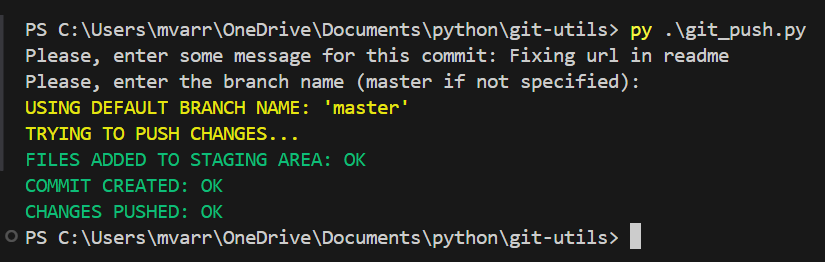 PS C:\Users\mvarr\OneDrive\Documents\python\git-utils> py .\git_push.py
Please, enter some message for this commit: Fixing url in readme
Please, enter the branch name (master if not specified):
USING DEFAULT BRANCH NAME: 'master'
TRYING TO PUSH CHANGES...
FILES ADDED TO STAGING AREA: OK
COMMIT CREATED: OK
CHANGES PUSHED: OK
PS C:\Users\mvarr\OneDrive\Documents\python\git-utils>